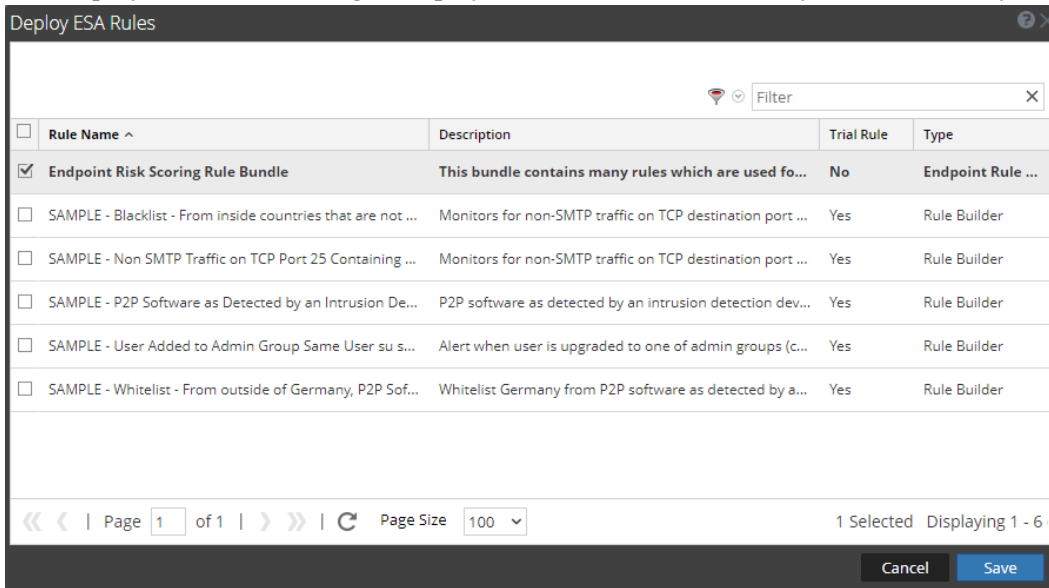 Deploy ESA Rules
Filter
Rule Name Description Trial Rule Type
Endpoint Risk Scoring Rule Bundle This bundle contains many rules which are used fo... No Endpoint Rule ...
SAMPLE - Blacklist - From inside countries that are not ... Monitors for non-SMTP traffic on TCP destination port ... Yes Rule Builder
SAMPLE - Non SMTP Traffic on TCP Port 25 Containing ... Monitors for non-SMTP traffic on TCP destination port ... Yes Rule Builder
SAMPLE - P2P Software as Detected by an Intrusion De... P2P software as detected by an intrusion detection dev... Yes Rule Builder
SAMPLE - User Added to Admin Group Same User su s... Alert when user is upgraded to one of admin groups (c... Yes Rule Builder
SAMPLE - Whitelist - From outside of Germany, P2P Sof... Whitelist Germany from P2P software as detected by a... Yes Rule Builder
Page 1 of 1 | Page Size 100 1 Selected Displaying 1 - 6
Cancel Save